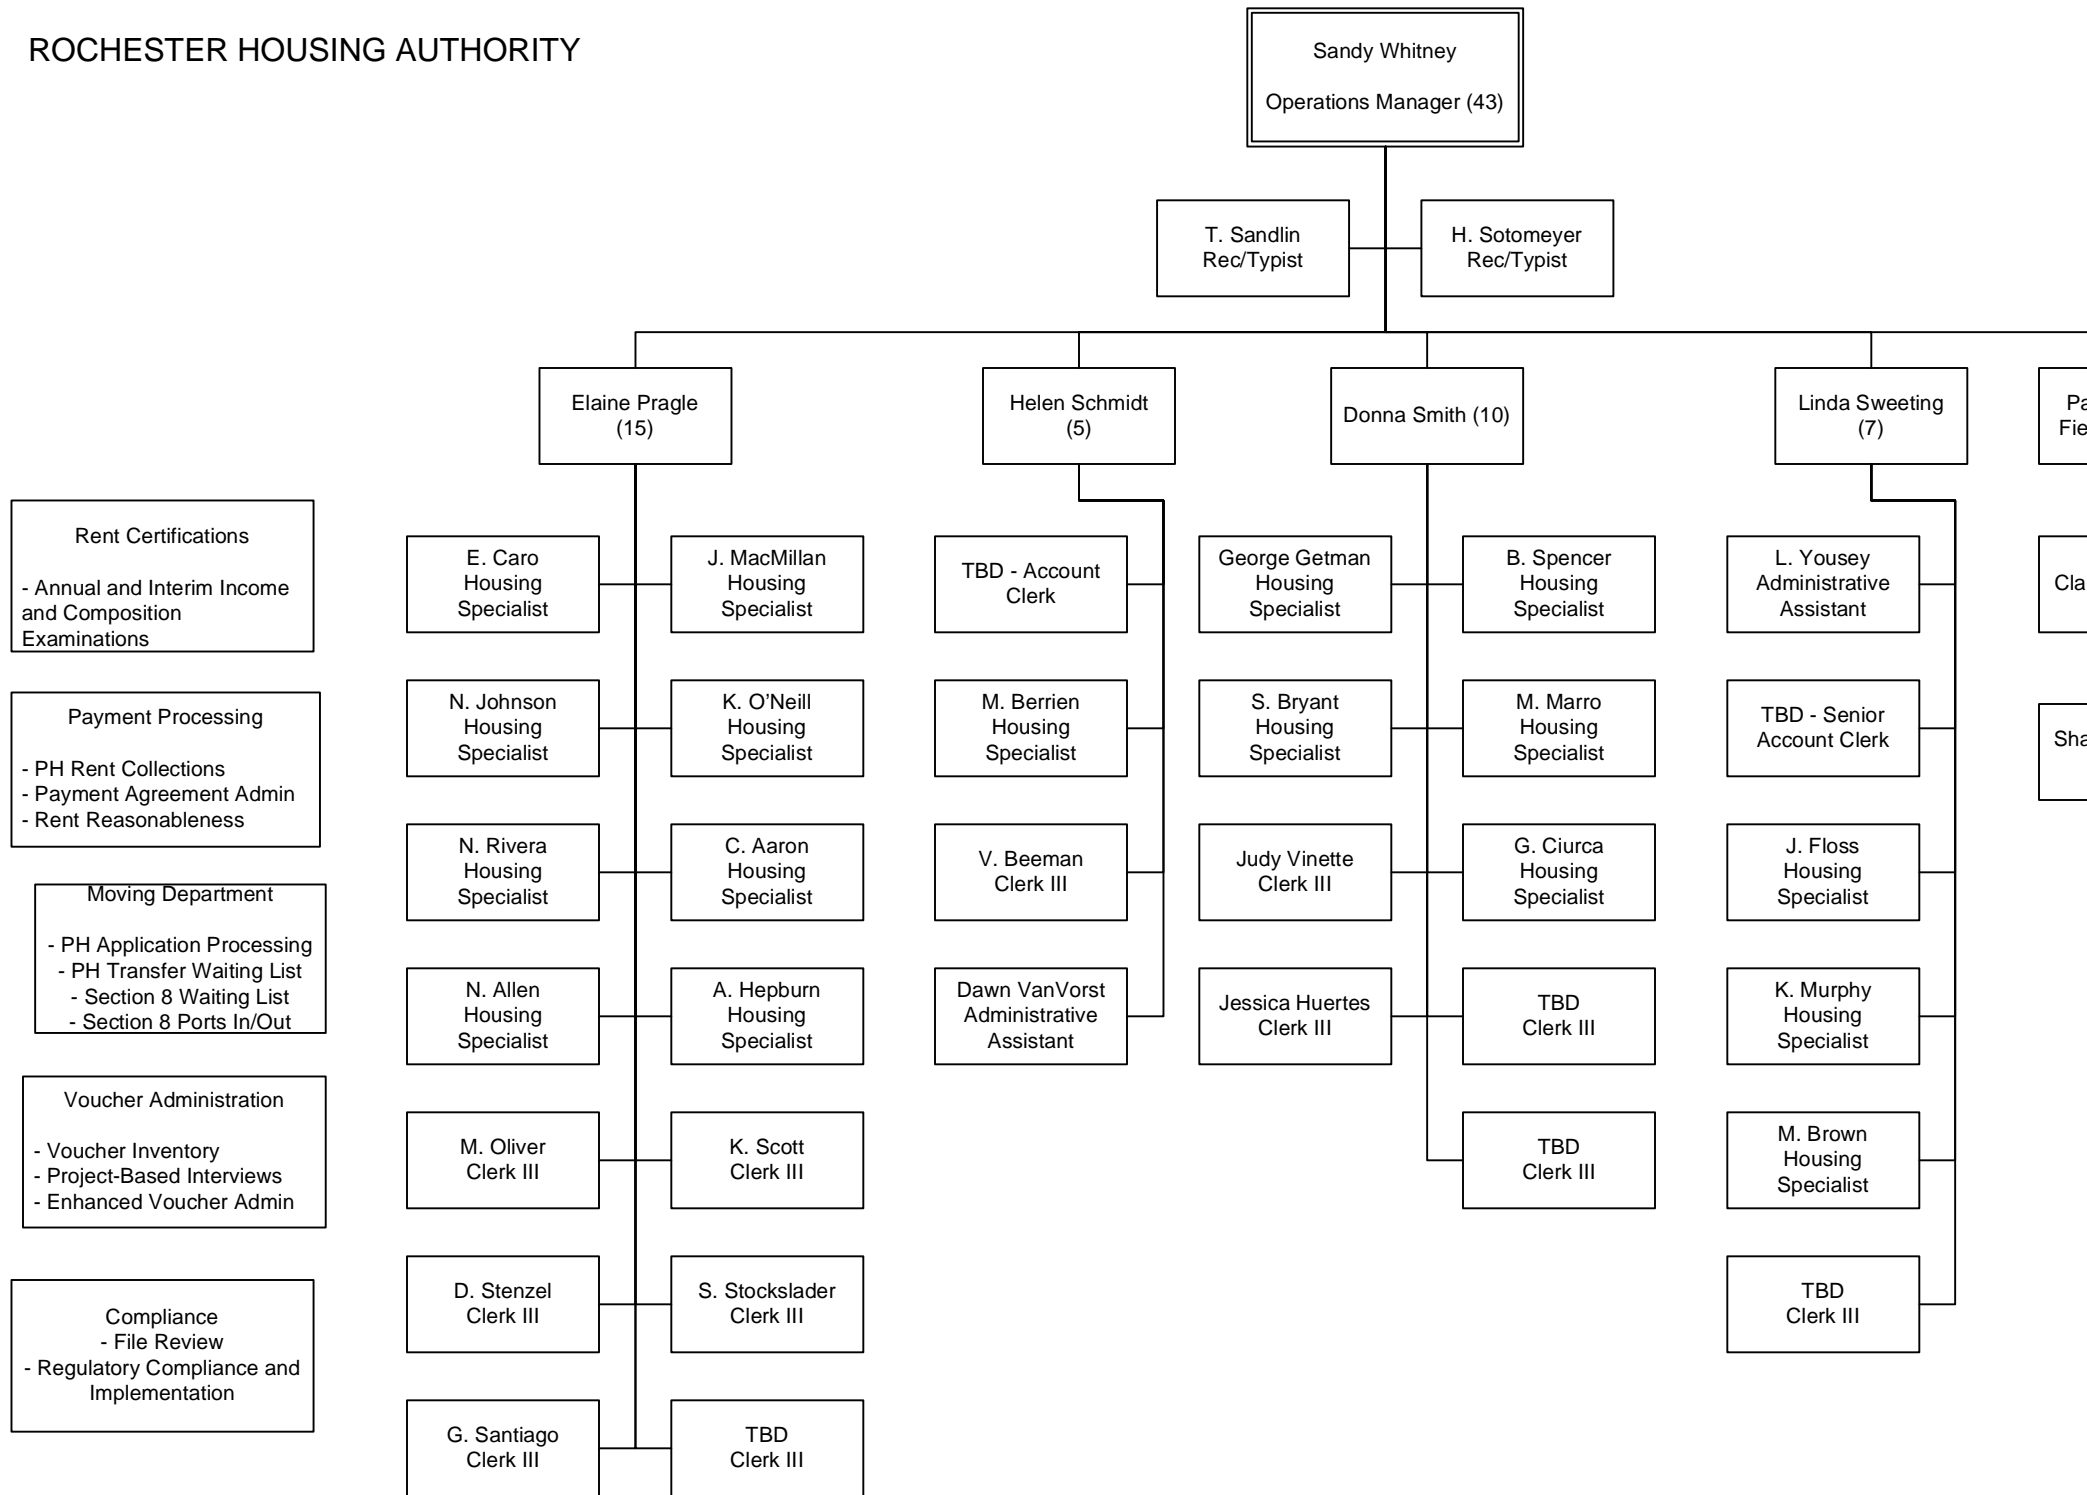 ROCHESTER HOUSING AUTHORITY
Sandy Whitney
Operations Manager (43)
T. Sandlin
Rec/Typist
H. Sotomeyer
Rec/Typist
Elaine Pragle
(15)
Helen Schmidt
(5)
Donna Smith (10)
Linda Sweeting
(7)
Rent Certifications
- Annual and Interim Income
and Composition
Examinations
Payment Processing
- PH Rent Collections
- Payment Agreement Admin
- Rent Reasonableness
Moving Department
- PH Application Processing
- PH Transfer Waiting List
- Section 8 Waiting List
- Section 8 Ports In/Out
Voucher Administration
- Voucher Inventory
- Project-Based Interviews
- Enhanced Voucher Admin
Compliance
- File Review
- Regulatory Compliance and
Implementation
E. Caro
Housing
Specialist
J. MacMillan
Housing
Specialist
N. Johnson
Housing
Specialist
K. O’Neill
Housing
Specialist
N. Rivera
Housing
Specialist
C. Aaron
Housing
Specialist
N. Allen
Housing
Specialist
A. Hepburn
Housing
Specialist
M. Oliver
Clerk III
K. Scott
Clerk III
D. Stenzel
Clerk III
S. Stockslader
Clerk III
G. Santiago
Clerk III
TBD
Clerk III
TBD - Account
Clerk
M. Berrien
Housing
Specialist
V. Beeman
Clerk III
Dawn VanVorst
Administrative
Assistant
George Getman
Housing
Specialist
B. Spencer
Housing
Specialist
S. Bryant
Housing
Specialist
M. Marro
Housing
Specialist
Judy Vinette
Clerk III
G. Ciurca
Housing
Specialist
Jessica Huertes
Clerk III
TBD
Clerk III
TBD
Clerk III
L. Yousey
Administrative
Assistant
TBD - Senior
Account Clerk
J. Floss
Housing
Specialist
K. Murphy
Housing
Specialist
M. Brown
Housing
Specialist
TBD
Clerk III